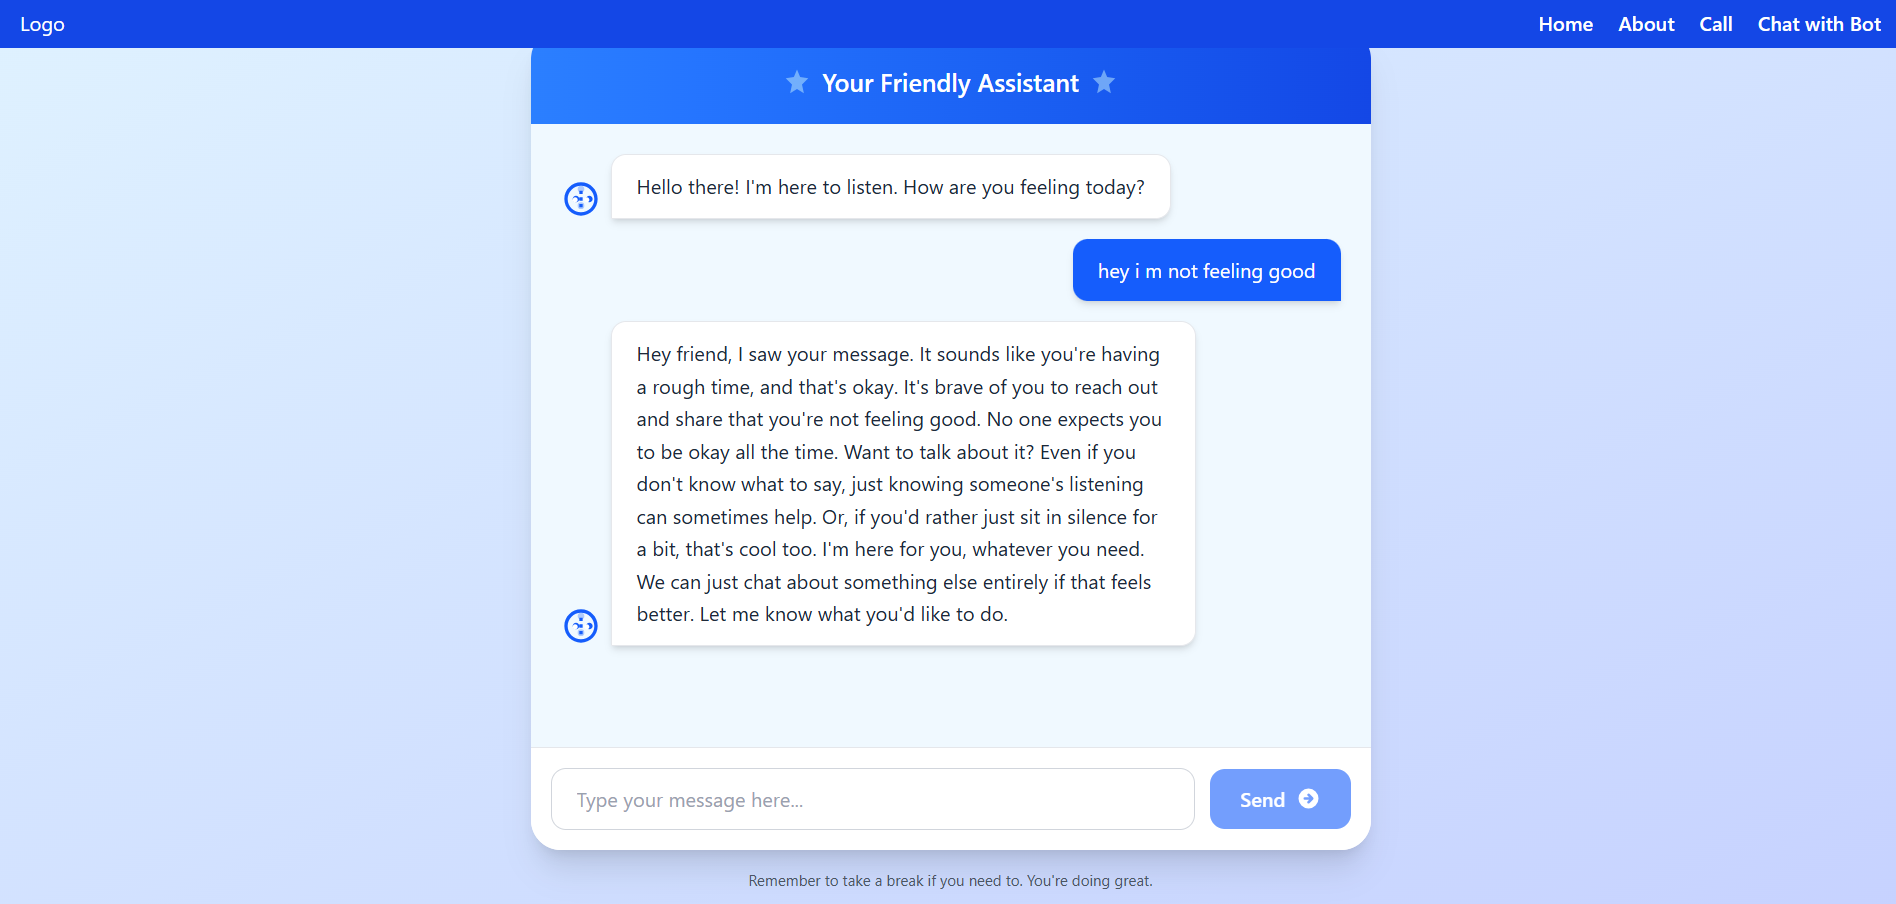 Logo
Home About Call Chat with Bot
Your Friendly Assistant
Hello there! I'm here to listen. How are you feeling today?
hey i m not feeling good
Hey friend, I saw your message. It sounds like you're having
a rough time, and that's okay. It's brave of you to reach out
and share that you're not feeling good. No one expects you
to be okay all the time. Want to talk about it? Even if you
don't know what to say, just knowing someone's listening
can sometimes help. Or, if you'd rather just sit in silence for
a bit, that's cool too. I'm here for you, whatever you need.
We can just chat about something else entirely if that feels
better. Let me know what you'd like to do.
Type your message here...
Send
Remember to take a break if you need to. You're doing great.